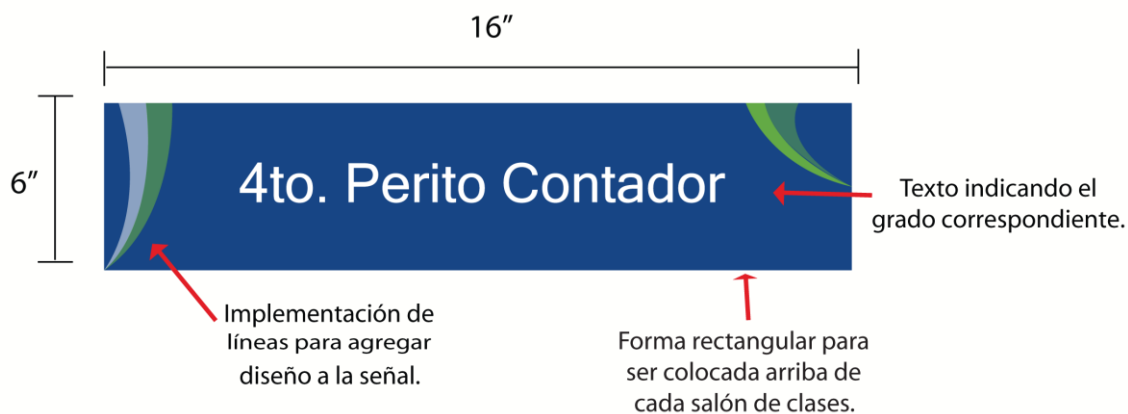 16”
6”
4to. Perito Contador
Texto indicando el
grado correspondiente.
Implementación de
líneas para agregar
diseño a la señal.
Forma rectangular para
ser colocada arriba de
cada salón de clases.